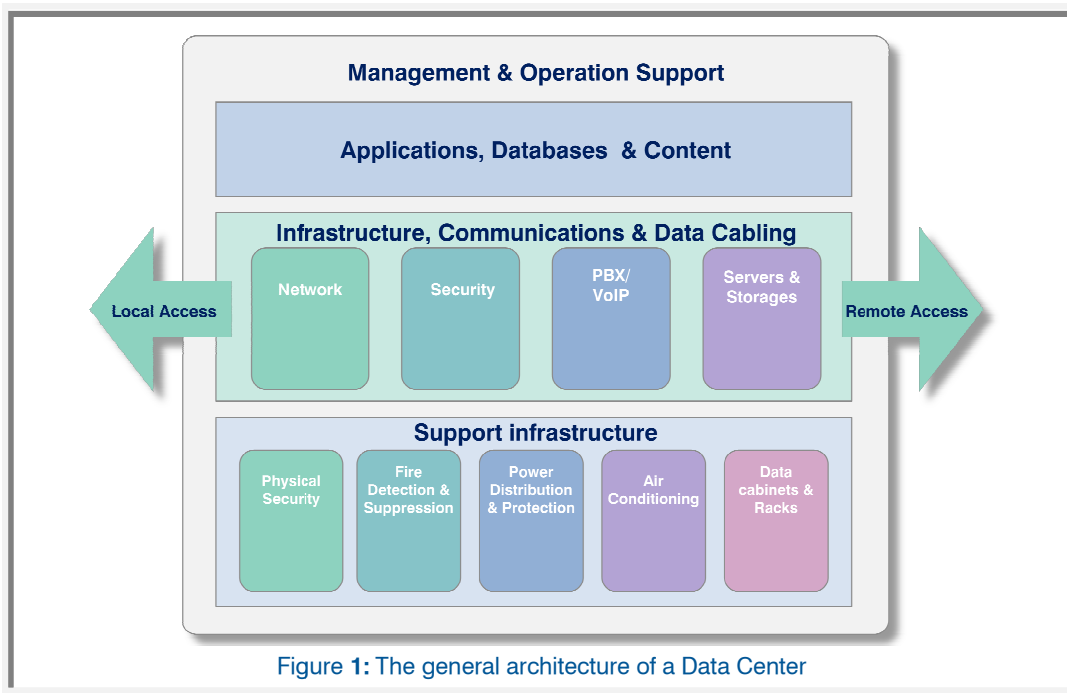 Management & Operation Support
Applications, Databases & Content
Infrastructure, Communications & Data Cabling
Local Access
Network
Security
PBX/
VoIP
Servers &
Storages
Remote Access
Support infrastructure
Physical
Security
Fire
Detection &
Suppression
Power
Distribution
& Protection
Air
Conditioning
Data
cabinets &
Racks
Figure 1: The general architecture of a Data Center